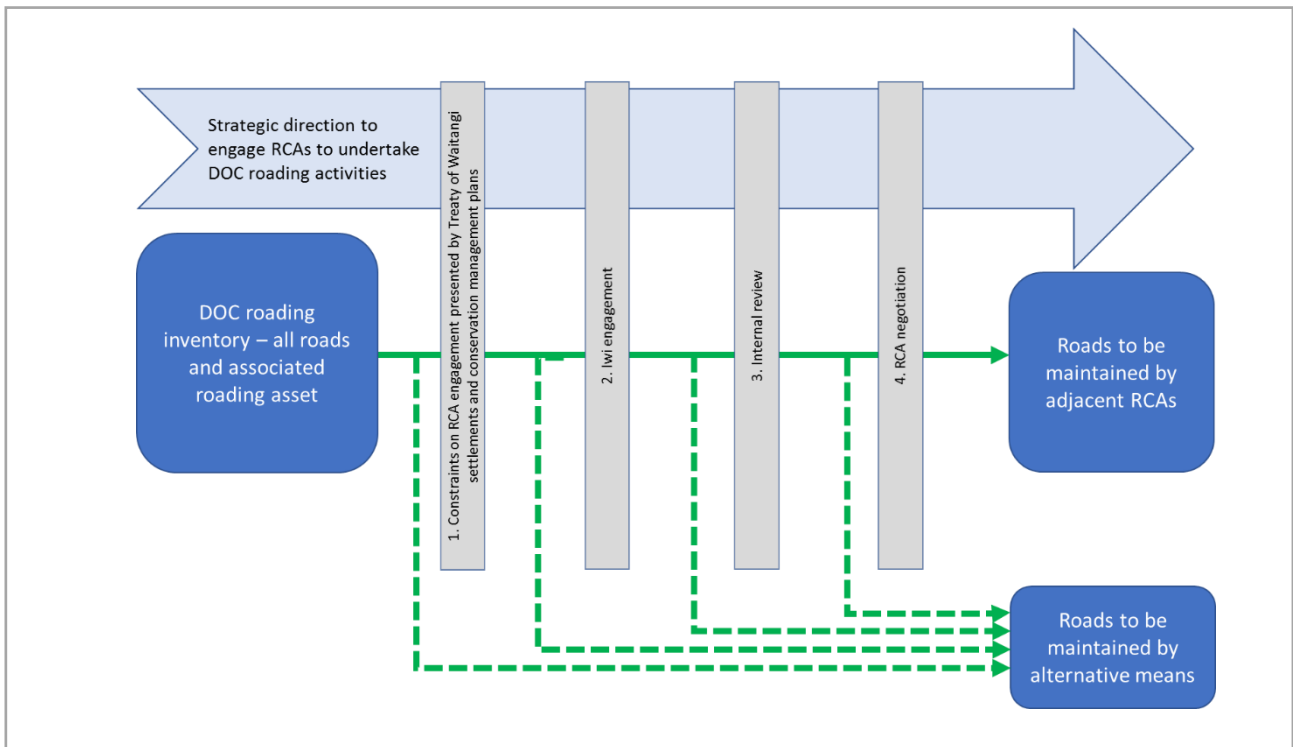 Strategic direction to
engage RCAs to undertake
DOC roading activities
1. Constraints on RCA engagement presented by Treaty of Waitangi
settlements and conservation management plans
2. Iwi engagement
3. Internal review
4. RCA negotiation
DOC roading
inventory – all roads
and associated
roading asset
Roads to be
maintained by
adjacent RCAs
Roads to be
maintained by
alternative means